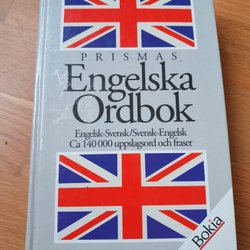 PRISMAS
Engelska
Ordbok
Engelsk-Svensk/Svensk-Engelsk
Ca 140 000 uppslagsord och fraser
Bokia